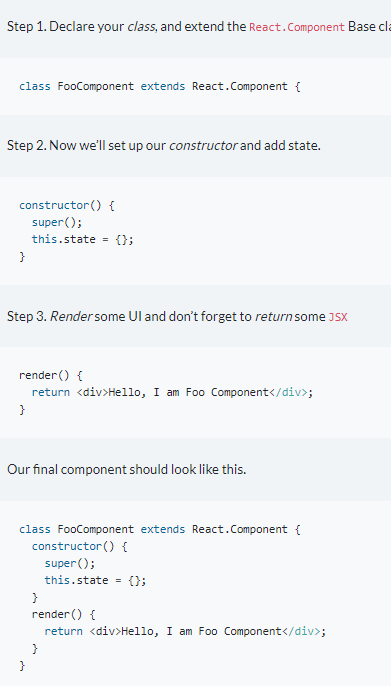 Step 1. Declare your class, and extend the React.Component Base cla
class FooComponent extends React.Component {
Step 2. Now we'll set up our constructor and add state.
constructor() {
  super();
  this.state = {};
}
Step 3. Render some UI and don't forget to return some JSX
render() {
  return <div>Hello, I am Foo Component</div>;
}
Our final component should look like this.
class FooComponent extends React.Component {
  constructor() {
    super();
    this.state = {};
  }
  render() {
    return <div>Hello, I am Foo Component</div>;
  }
}